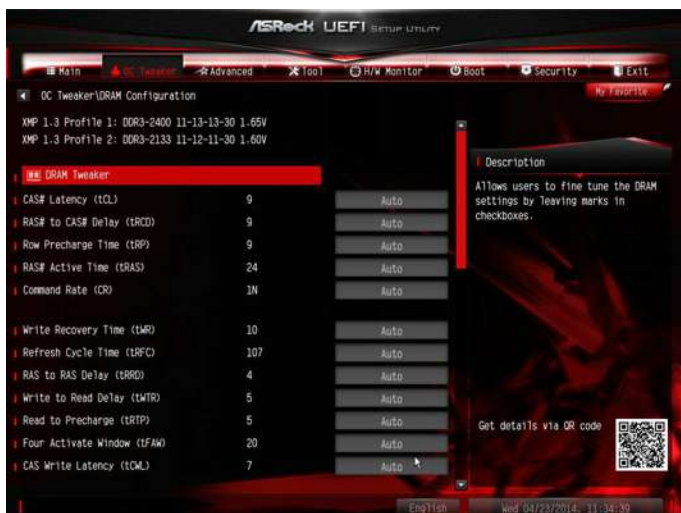 ASRock UEFI SETUP UTILITY
Main OC Tweaker Advanced Tool H/W Monitor Boot Security Exit
OC Tweaker\DRAM Configuration
My Favorite
XMP 1.3 Profile 1: DDR3-2400 11-13-13-30 1.65V
XMP 1.3 Profile 2: DDR3-2133 11-12-11-30 1.60V
DRAM Tweaker
CAS# Latency (tCL) 9 Auto
RAS# to CAS# Delay (tRCD) 9 Auto
Row Precharge Time (tRP) 9 Auto
RAS# Active Time (tRAS) 24 Auto
Command Rate (CR) 1N Auto
Write Recovery Time (tWR) 10 Auto
Refresh Cycle Time (tRFC) 107 Auto
RAS to RAS Delay (tRRD) 4 Auto
Write to Read Delay (tWTR) 5 Auto
Read to Precharge (tRTP) 5 Auto
Four Activate Window (tFAW) 20 Auto
CAS Write Latency (tCWL) 7 Auto
Description
Allows users to fine tune the DRAM
settings by leaving marks in
checkboxes.
Get details via QR code
English
Wed 04/23/2014, 11:34:39